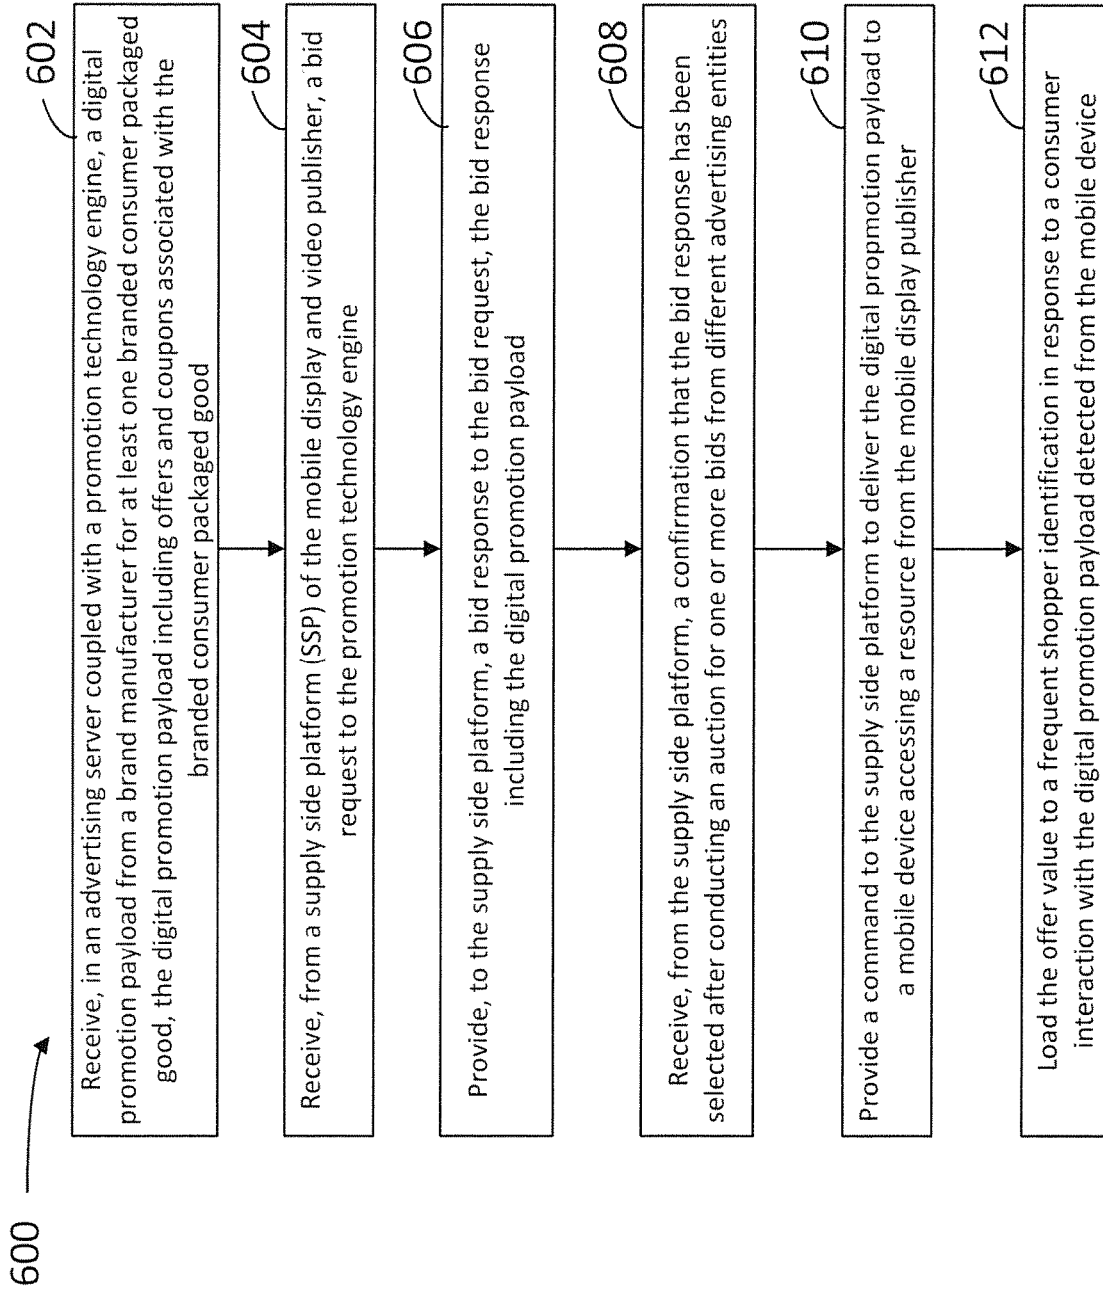 600
602
Receive, in an advertising server coupled with a promotion technology engine, a digital
promotion payload from a brand manufacturer for at least one branded consumer packaged
good, the digital promotion payload including offers and coupons associated with the
branded consumer packaged good
604
Receive, from a supply side platform (SSP) of the mobile display and video publisher, a bid
request to the promotion technology engine
606
Provide, to the supply side platform, a bid response to the bid request, the bid response
including the digital promotion payload
608
Receive, from the supply side platform, a confirmation that the bid response has been
selected after conducting an auction for one or more bids from different advertising entities
610
Provide a command to the supply side platform to deliver the digital propmotion payload to
a mobile device accessing a resource from the mobile display publisher
612
Load the offer value to a frequent shopper identification in response to a consumer
interaction with the digital promotion payload detected from the mobile device